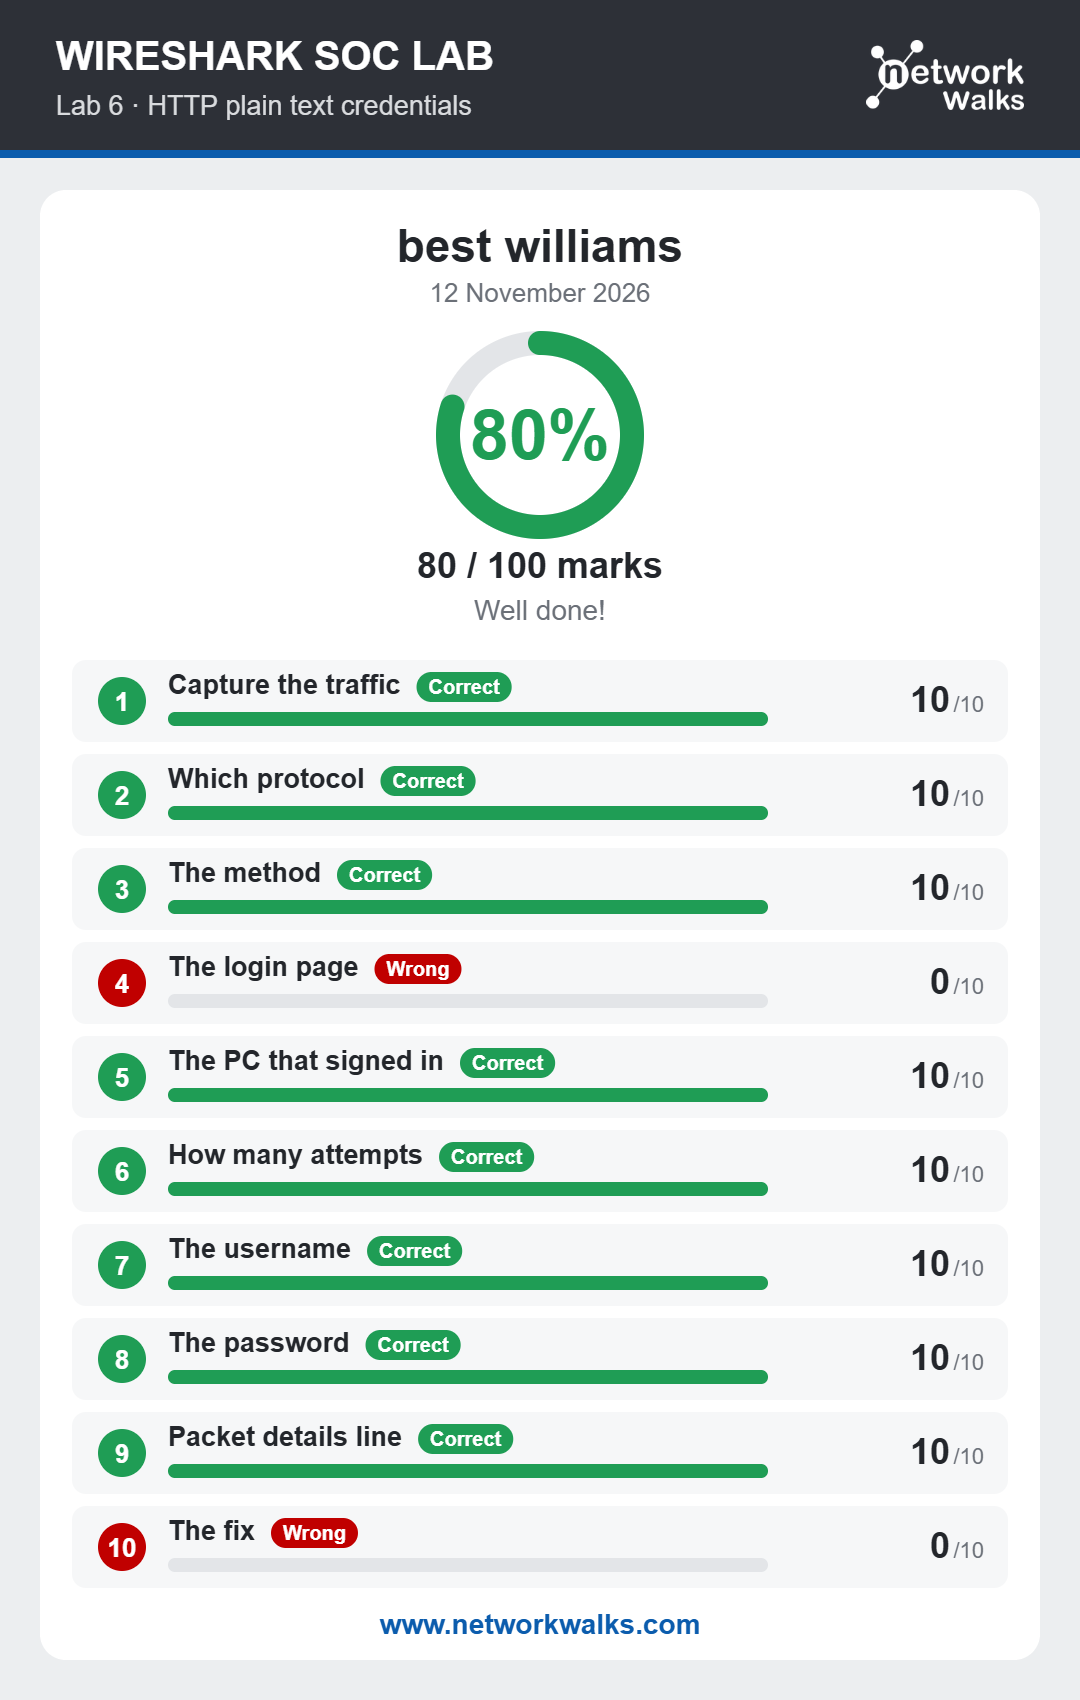 WIRESHARK SOC LAB
Lab 6 · HTTP plain text credentials
network
Walks
best williams
12 November 2026
80%
80 / 100 marks
Well done!
1 Capture the traffic Correct 10/10
2 Which protocol Correct 10/10
3 The method Correct 10/10
4 The login page Wrong 0/10
5 The PC that signed in Correct 10/10
6 How many attempts Correct 10/10
7 The username Correct 10/10
8 The password Correct 10/10
9 Packet details line Correct 10/10
10 The fix Wrong 0/10
www.networkwalks.com